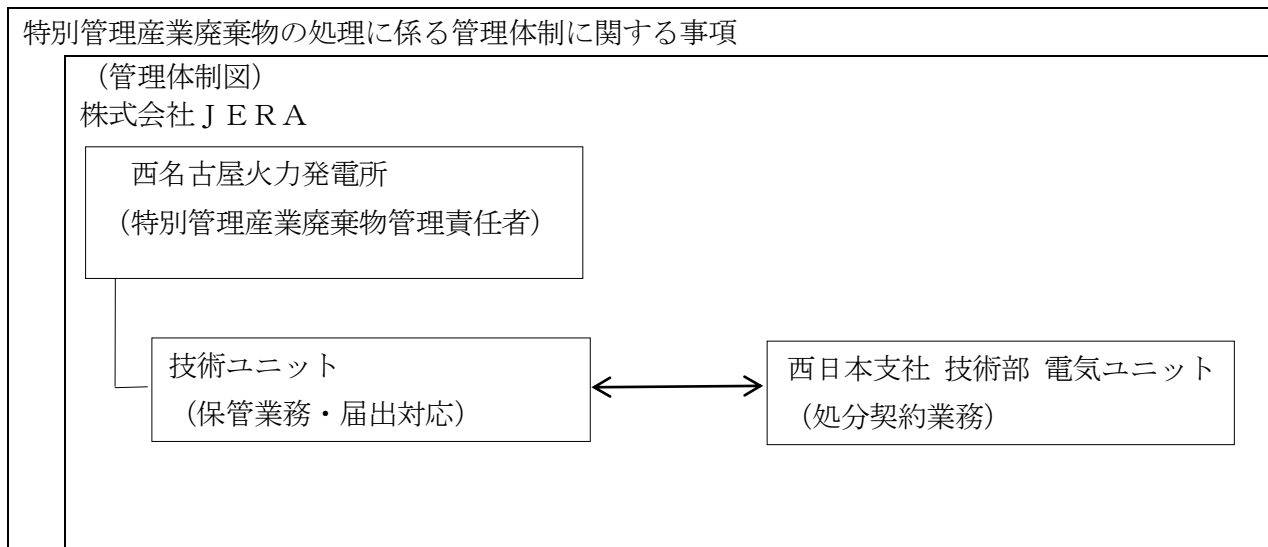 特別管理産業廃棄物の処理に係る管理体制に関する事項
（管理体制図）
株式会社ＪＥＲＡ
西名古屋火力発電所
（特別管理産業廃棄物管理責任者）
技術ユニット
（保管業務・届出対応）
西日本支社 技術部 電気ユニット
（処分契約業務）